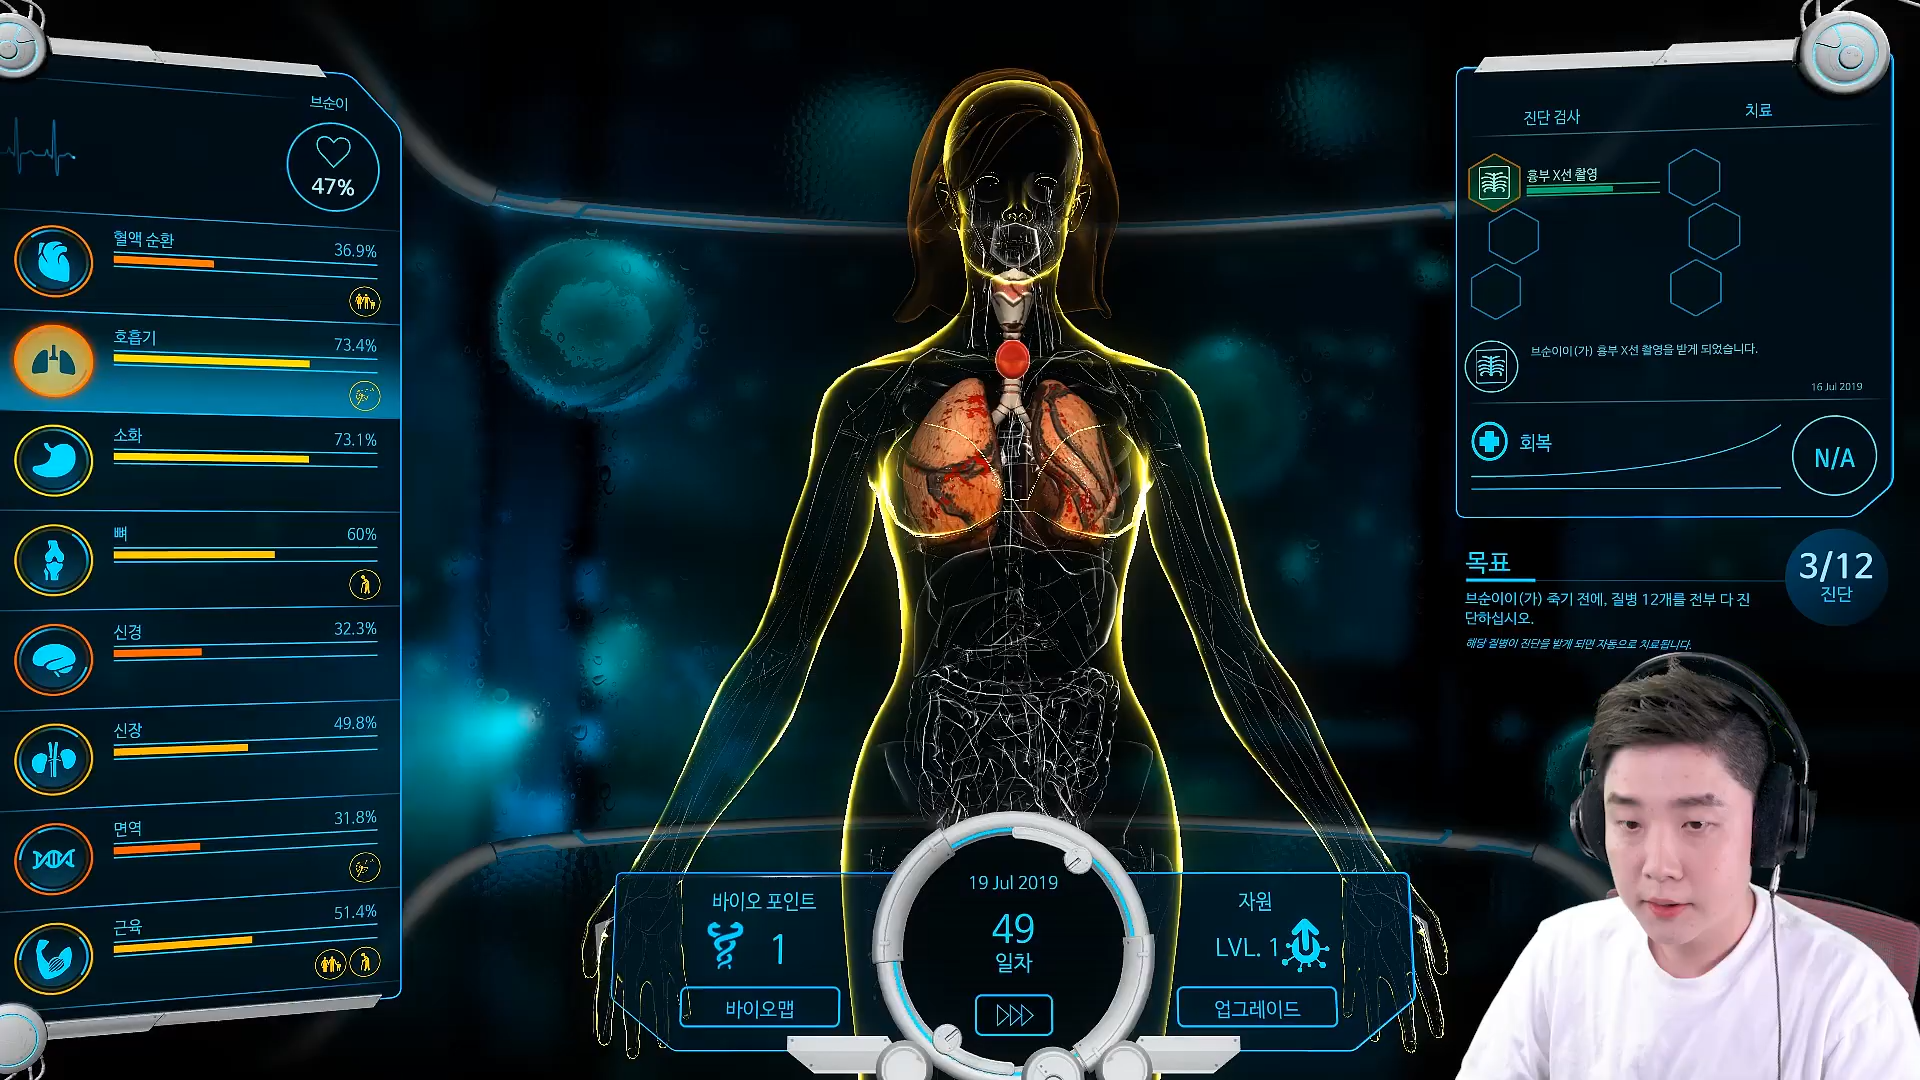 브순이
47%
혈액 순환
36.9%
호흡기
73.4%
소화
73.1%
뼈
60%
신경
32.3%
신장
49.8%
면역
31.8%
근육
51.4%
진단 검사
치료
흉부 X선 촬영
브순이이(가) 흉부 X선 촬영을 받게 되었습니다.
16 Jul 2019
회복
N/A
목표
3/12
진단
브순이이(가) 죽기 전에, 질병 12개를 전부 다 진
단하십시오.
해당 질병이 진단을 받게 되면 자동으로 치료됩니다.
바이오 포인트
1
바이오맵
19 Jul 2019
49
일차
자원
LVL. 1
업그레이드